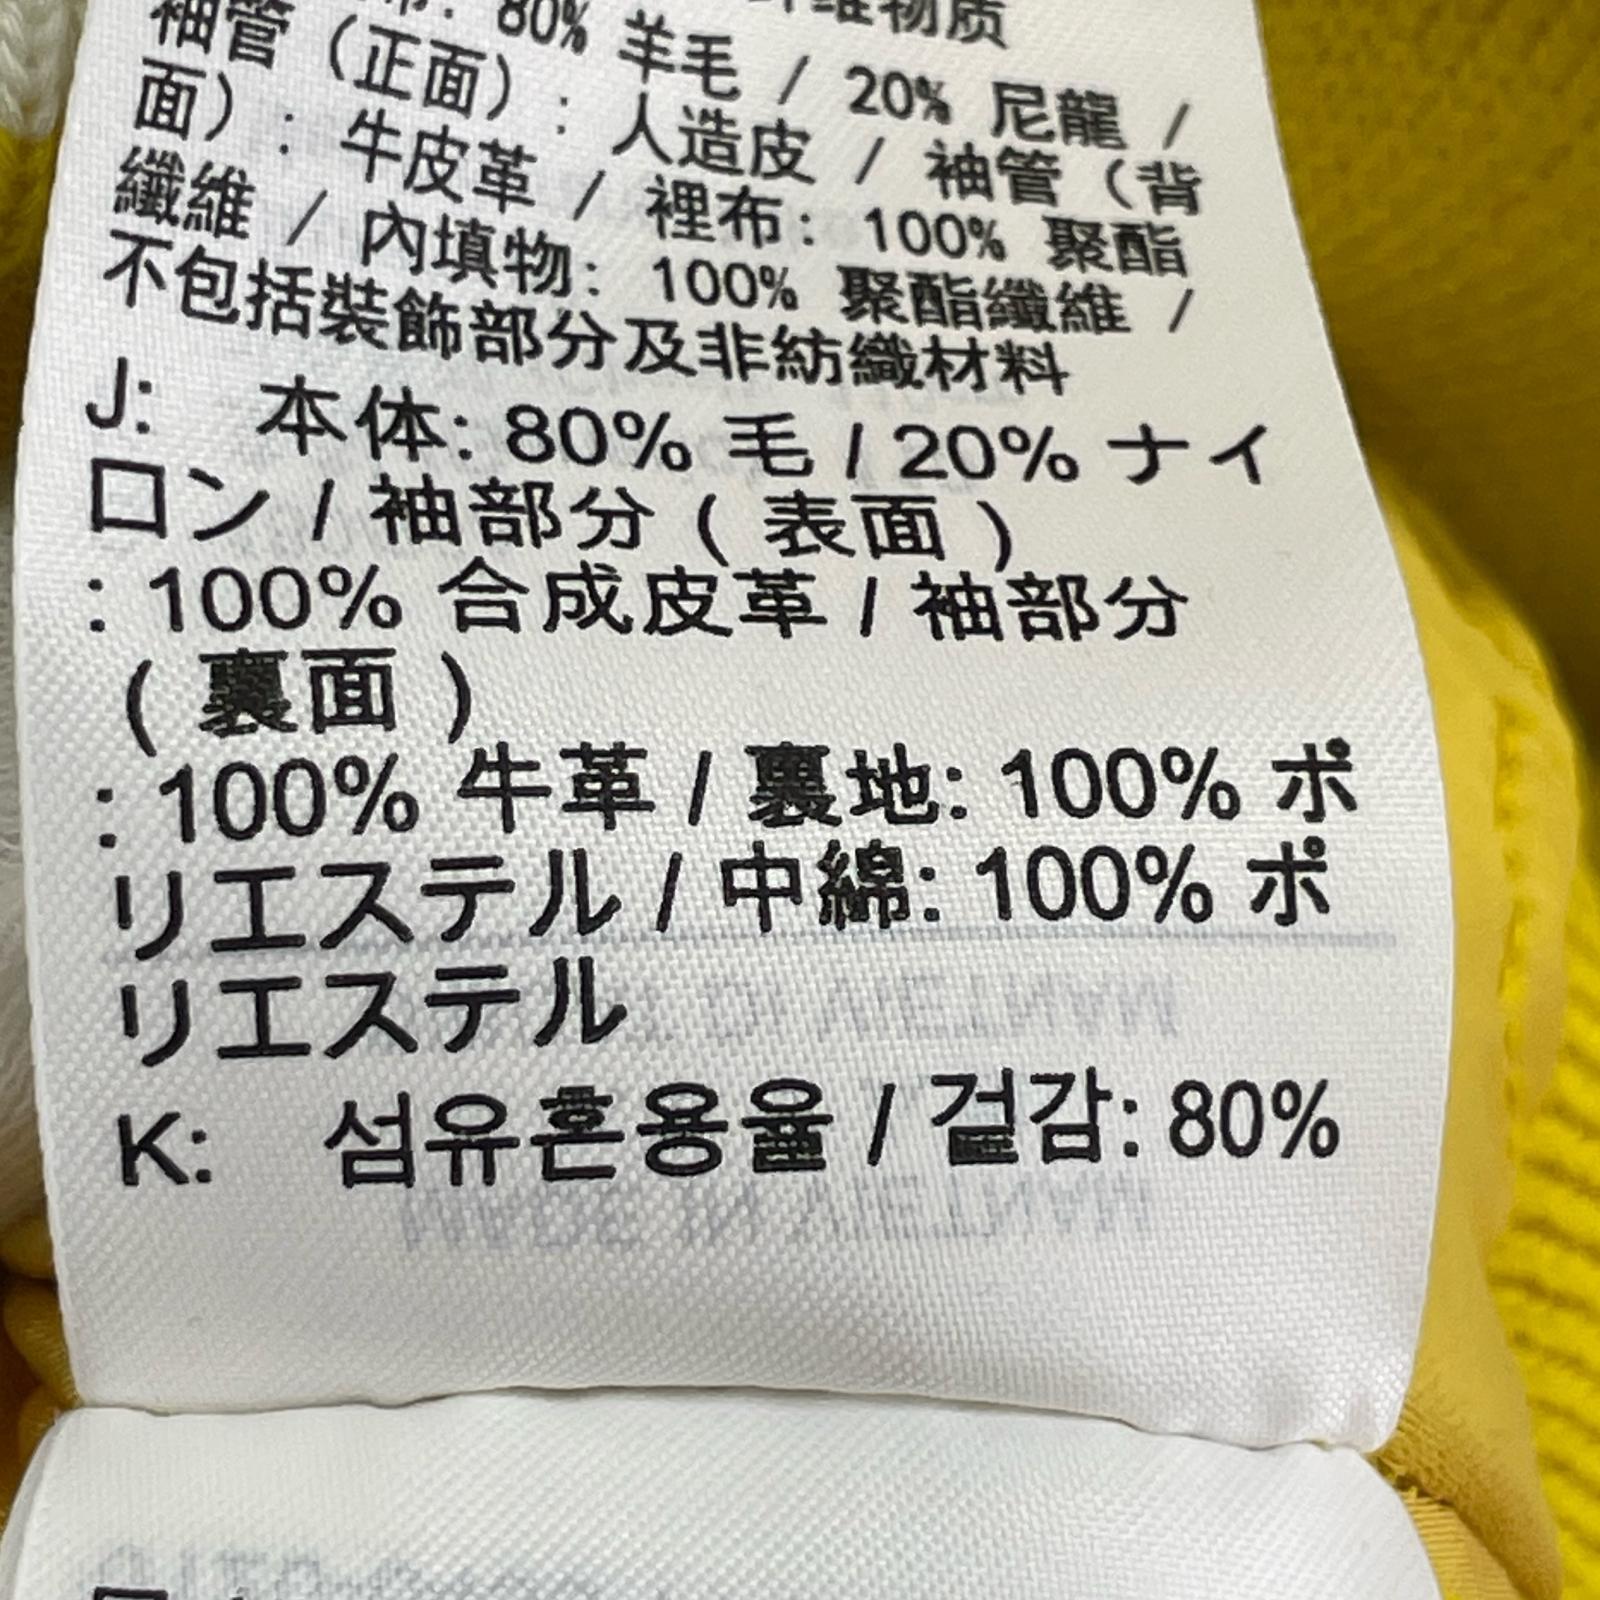 80% 羊毛 / 20% 尼龍 /
袖管（正面）: 人造皮 / 袖管（背
面）: 牛皮革 / 裡布: 100% 聚酯
纖維 / 內填物: 100% 聚酯纖維 /
不包括裝飾部分及非紡織材料
J: 本体: 80% 毛 / 20% ナイ
ロン / 袖部分 ( 表面 )
: 100% 合成皮革 / 袖部分
( 裏面 )
: 100% 牛革 / 裏地: 100% ポ
リエステル / 中綿: 100% ポ
リエステル
K: 섬유혼용율 / 겉감: 80%